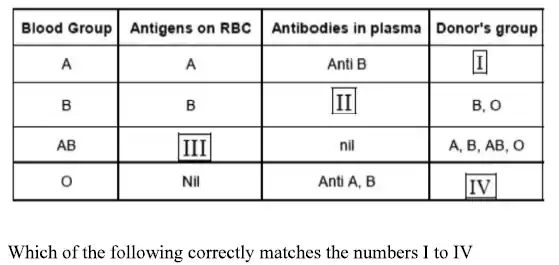 Blood Group Antigens on RBC Antibodies in plasma Donor's group
A A Anti B I
B B II B, O
AB III nil A, B, AB, O
O Nil Anti A, B IV
Which of the following correctly matches the numbers I to IV